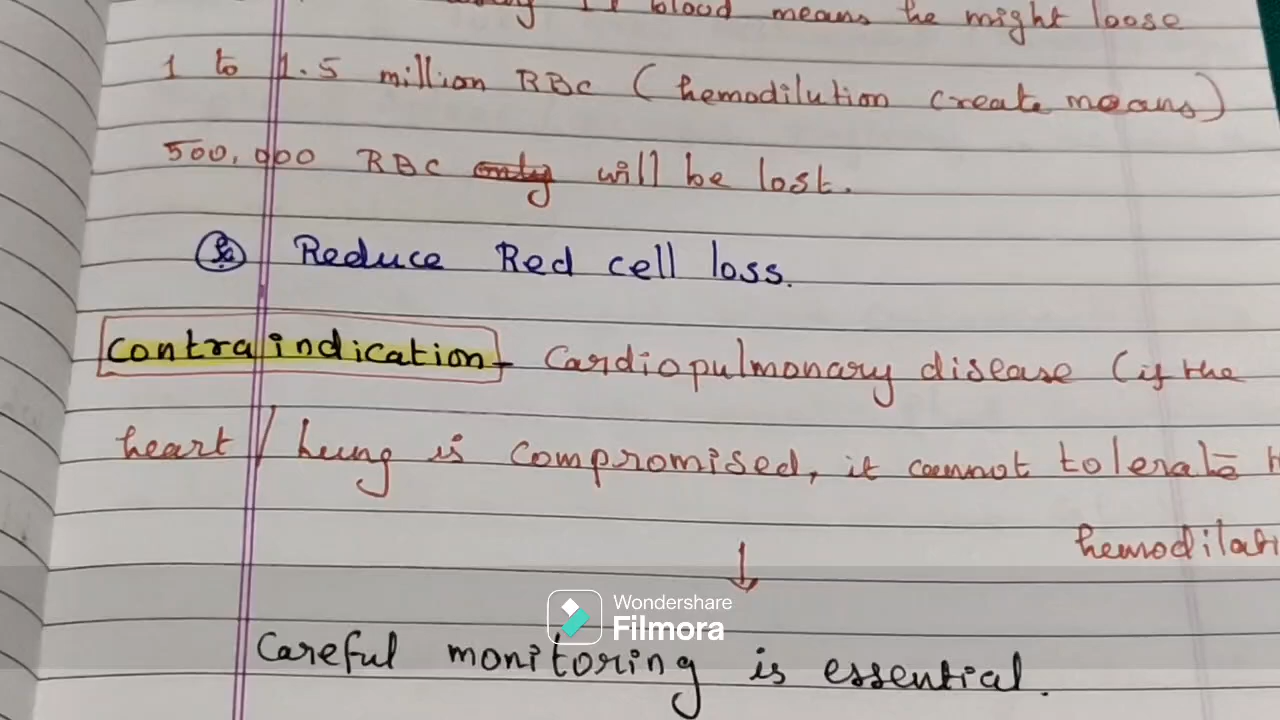 blood means he might loose
1 to 1.5 million RBC (hemodilution create means)
500,000 RBC only will be lost.
Reduce Red cell loss.
Contraindication - Cardiopulmonary disease (if the
heart / lung is compromised, it cannot tolerate
hemodilati
↓
Wondershare
Filmora
Careful monitoring is essential.